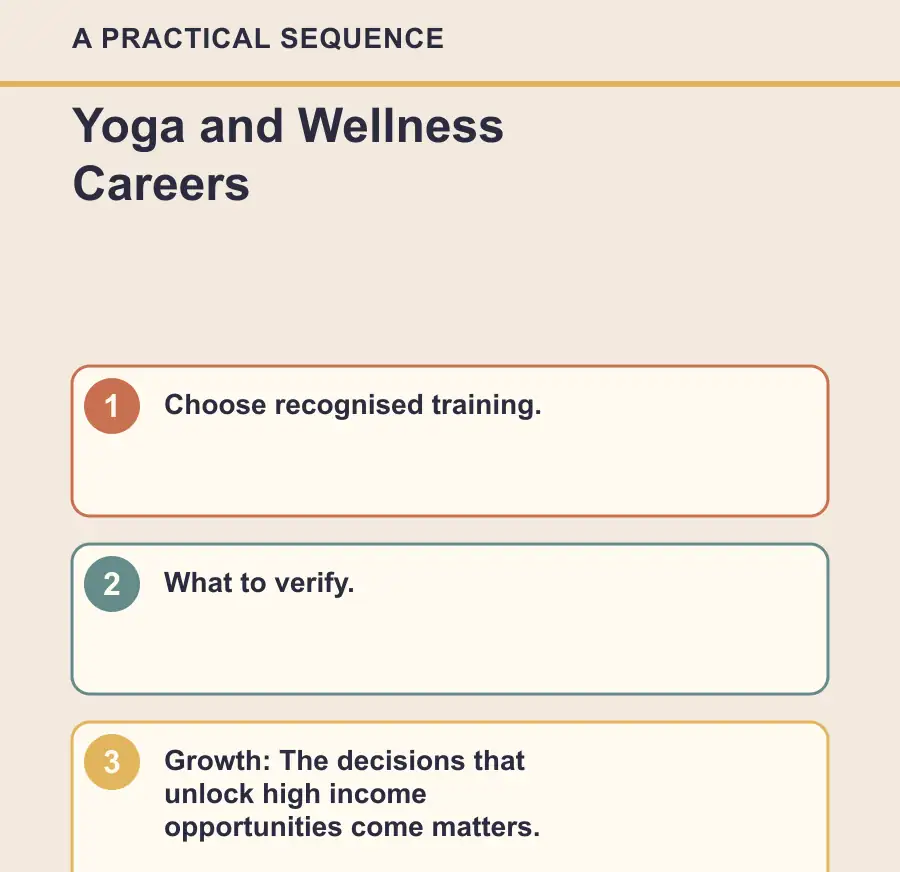 A PRACTICAL SEQUENCE
Yoga and Wellness
Careers
1
Choose recognised training.
2
What to verify.
3
Growth: The decisions that
unlock high income
opportunities come matters.